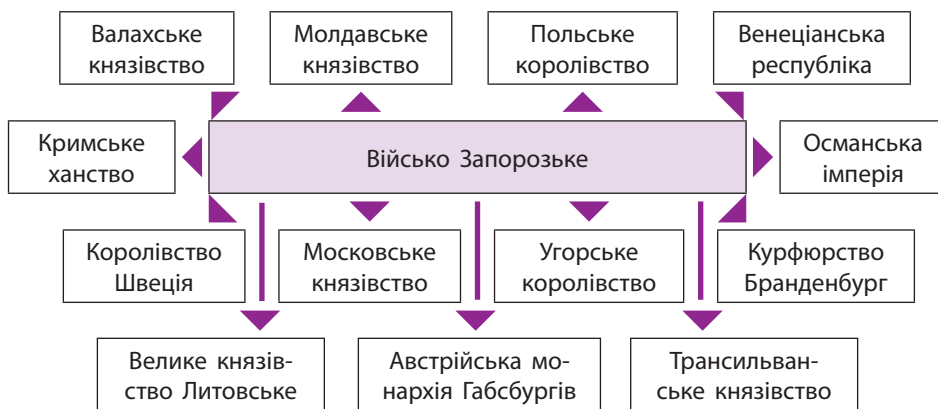 Валахське
князівство
Молдавське
князівство
Польське
королівство
Венеціанська
республіка
Кримське
ханство
Військо Запорозьке
Османська
імперія
Королівство
Швеція
Московське
князівство
Угорське
королівство
Курфюрство
Бранденбург
Велике князів-
ство Литовське
Австрійська мо-
нархія Габсбургів
Трансильван-
ське князівство